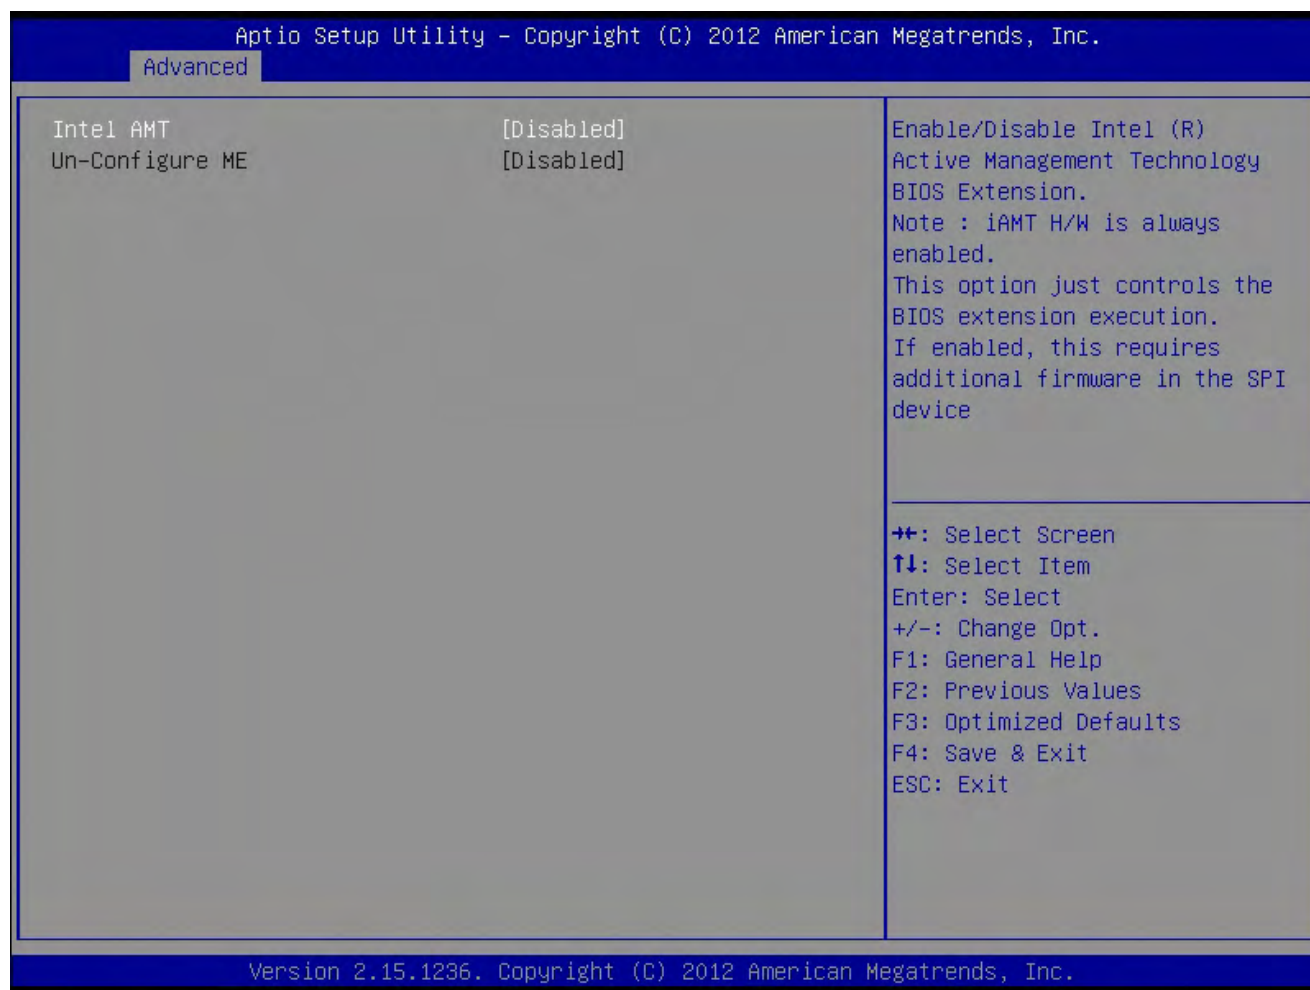 Aptio Setup Utility – Copyright (C) 2012 American Megatrends, Inc.
Advanced
Intel AMT [Disabled]
Un-Configure ME [Disabled]
Enable/Disable Intel (R)
Active Management Technology
BIOS Extension.
Note : iAMT H/W is always
enabled.
This option just controls the
BIOS extension execution.
If enabled, this requires
additional firmware in the SPI
device
→←: Select Screen
↑↓: Select Item
Enter: Select
+/-: Change Opt.
F1: General Help
F2: Previous Values
F3: Optimized Defaults
F4: Save & Exit
ESC: Exit
Version 2.15.1236. Copyright (C) 2012 American Megatrends, Inc.